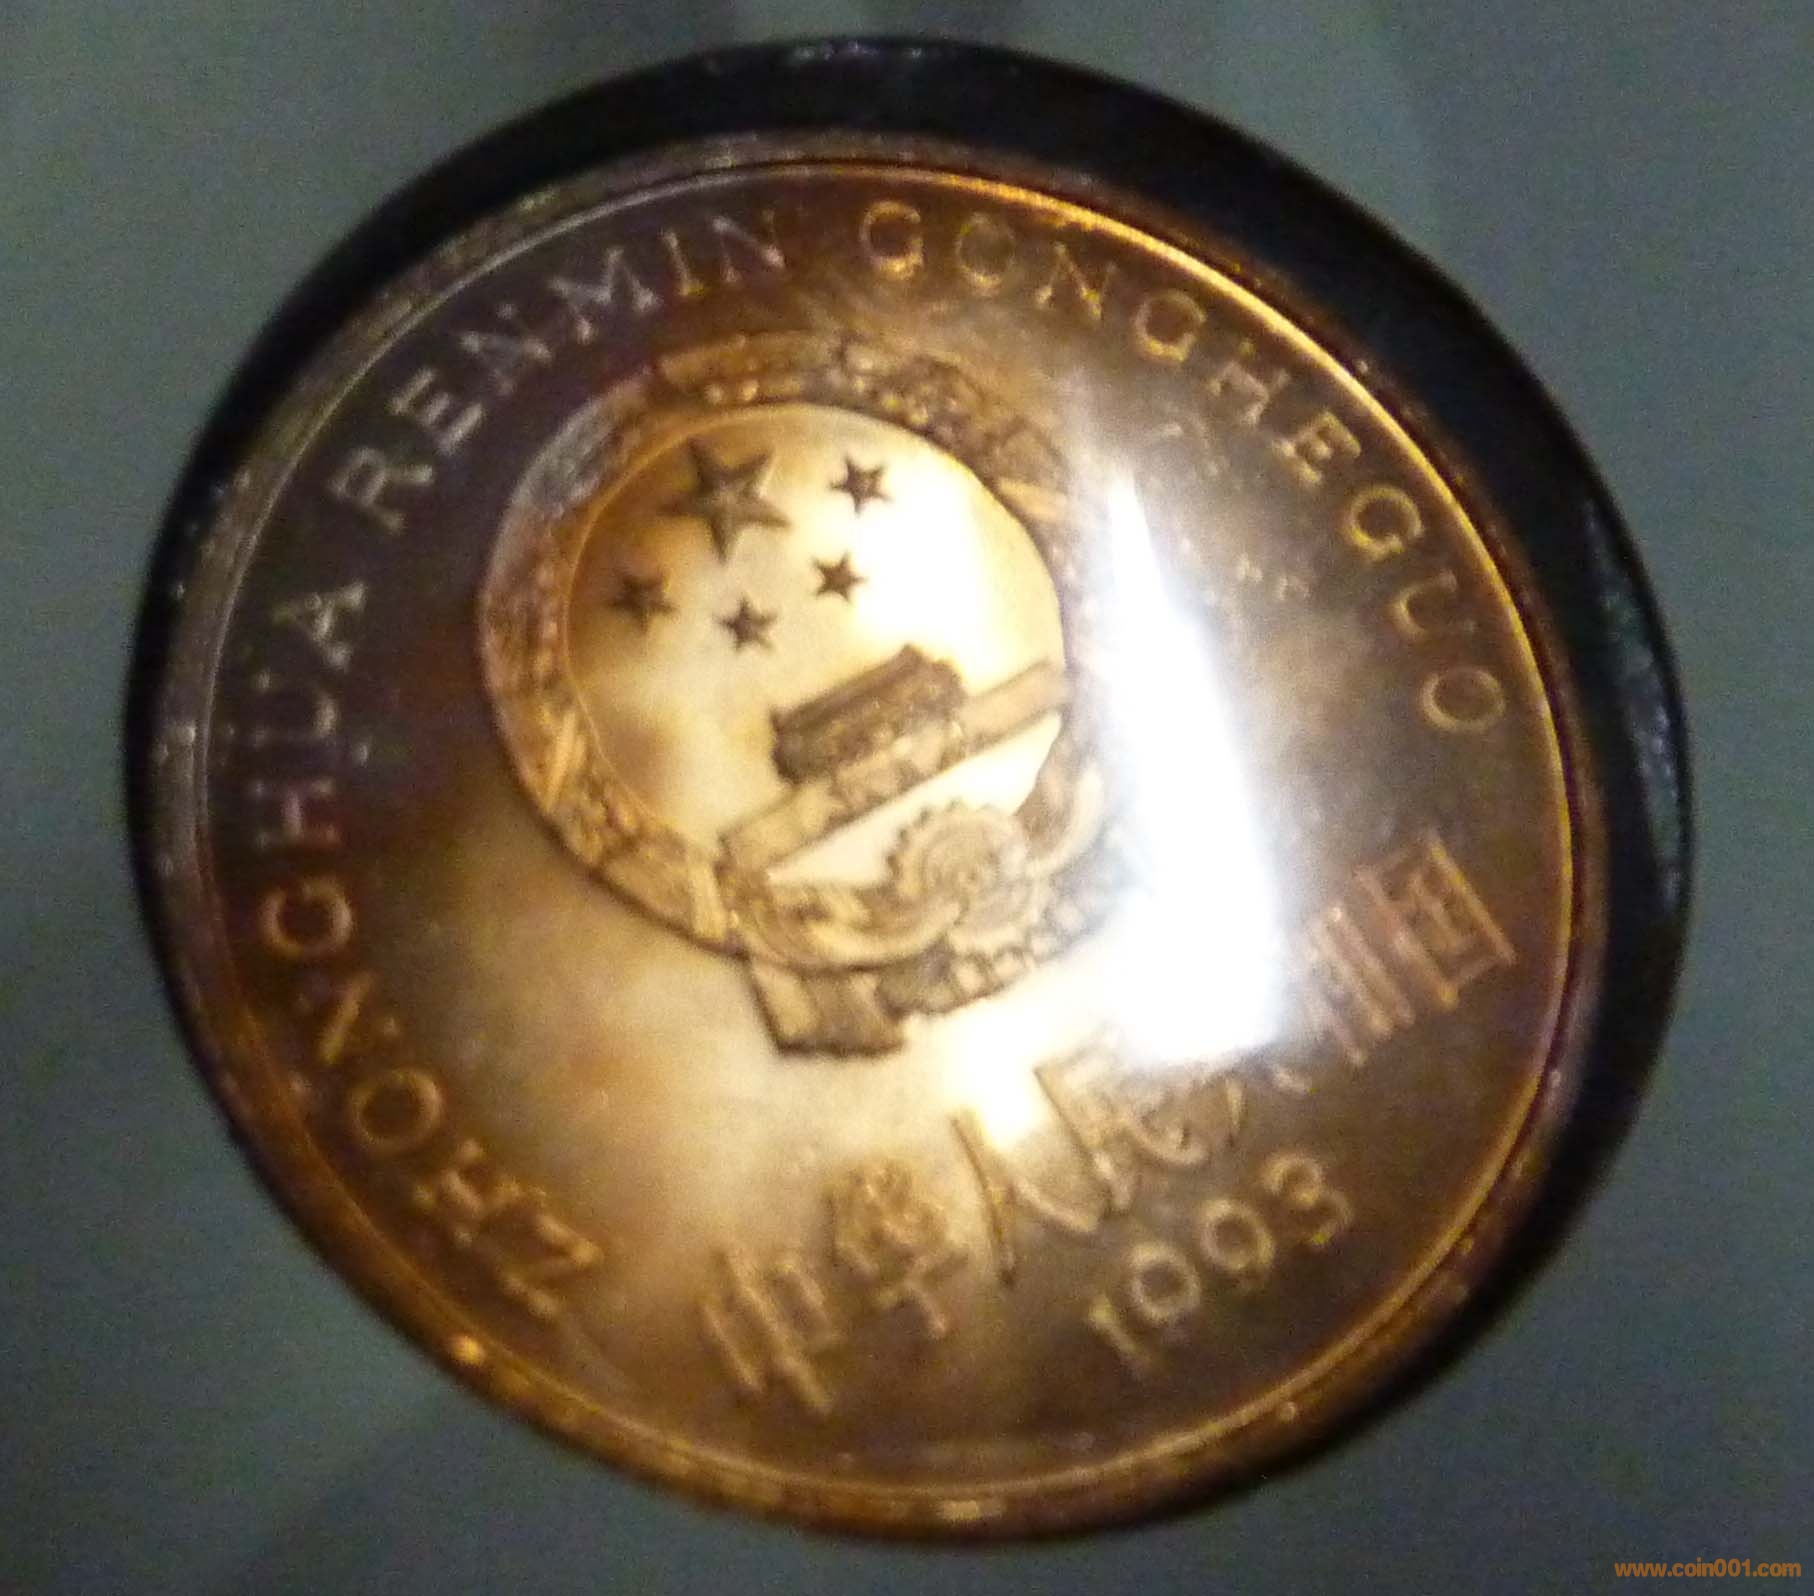 ZHONGHUA RENMIN GONGHEGUO
中华人民共和国
1993
www.coin001.com